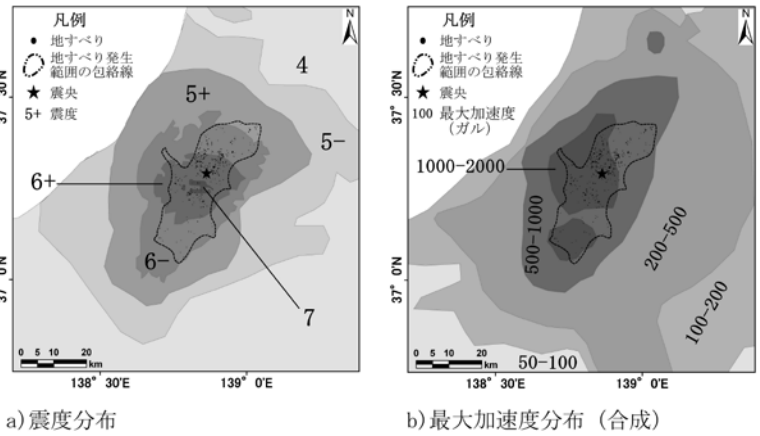 N
凡例
地すべり
地すべり発生
範囲の包絡線
震央
5+ 震度
4
5+
5-
6+
6-
7
37° 30'N
37° 0'N
0 5 10 20
km
138° 30'E
139° 0'E
a)震度分布
N
凡例
地すべり
地すべり発生
範囲の包絡線
震央
100 最大加速度
(ガル)
1000-2000
500-1000
200-500
100-200
50-100
37° 30'N
37° 0'N
0 5 10 20
km
138° 30'E
139° 0'E
b)最大加速度分布（合成）